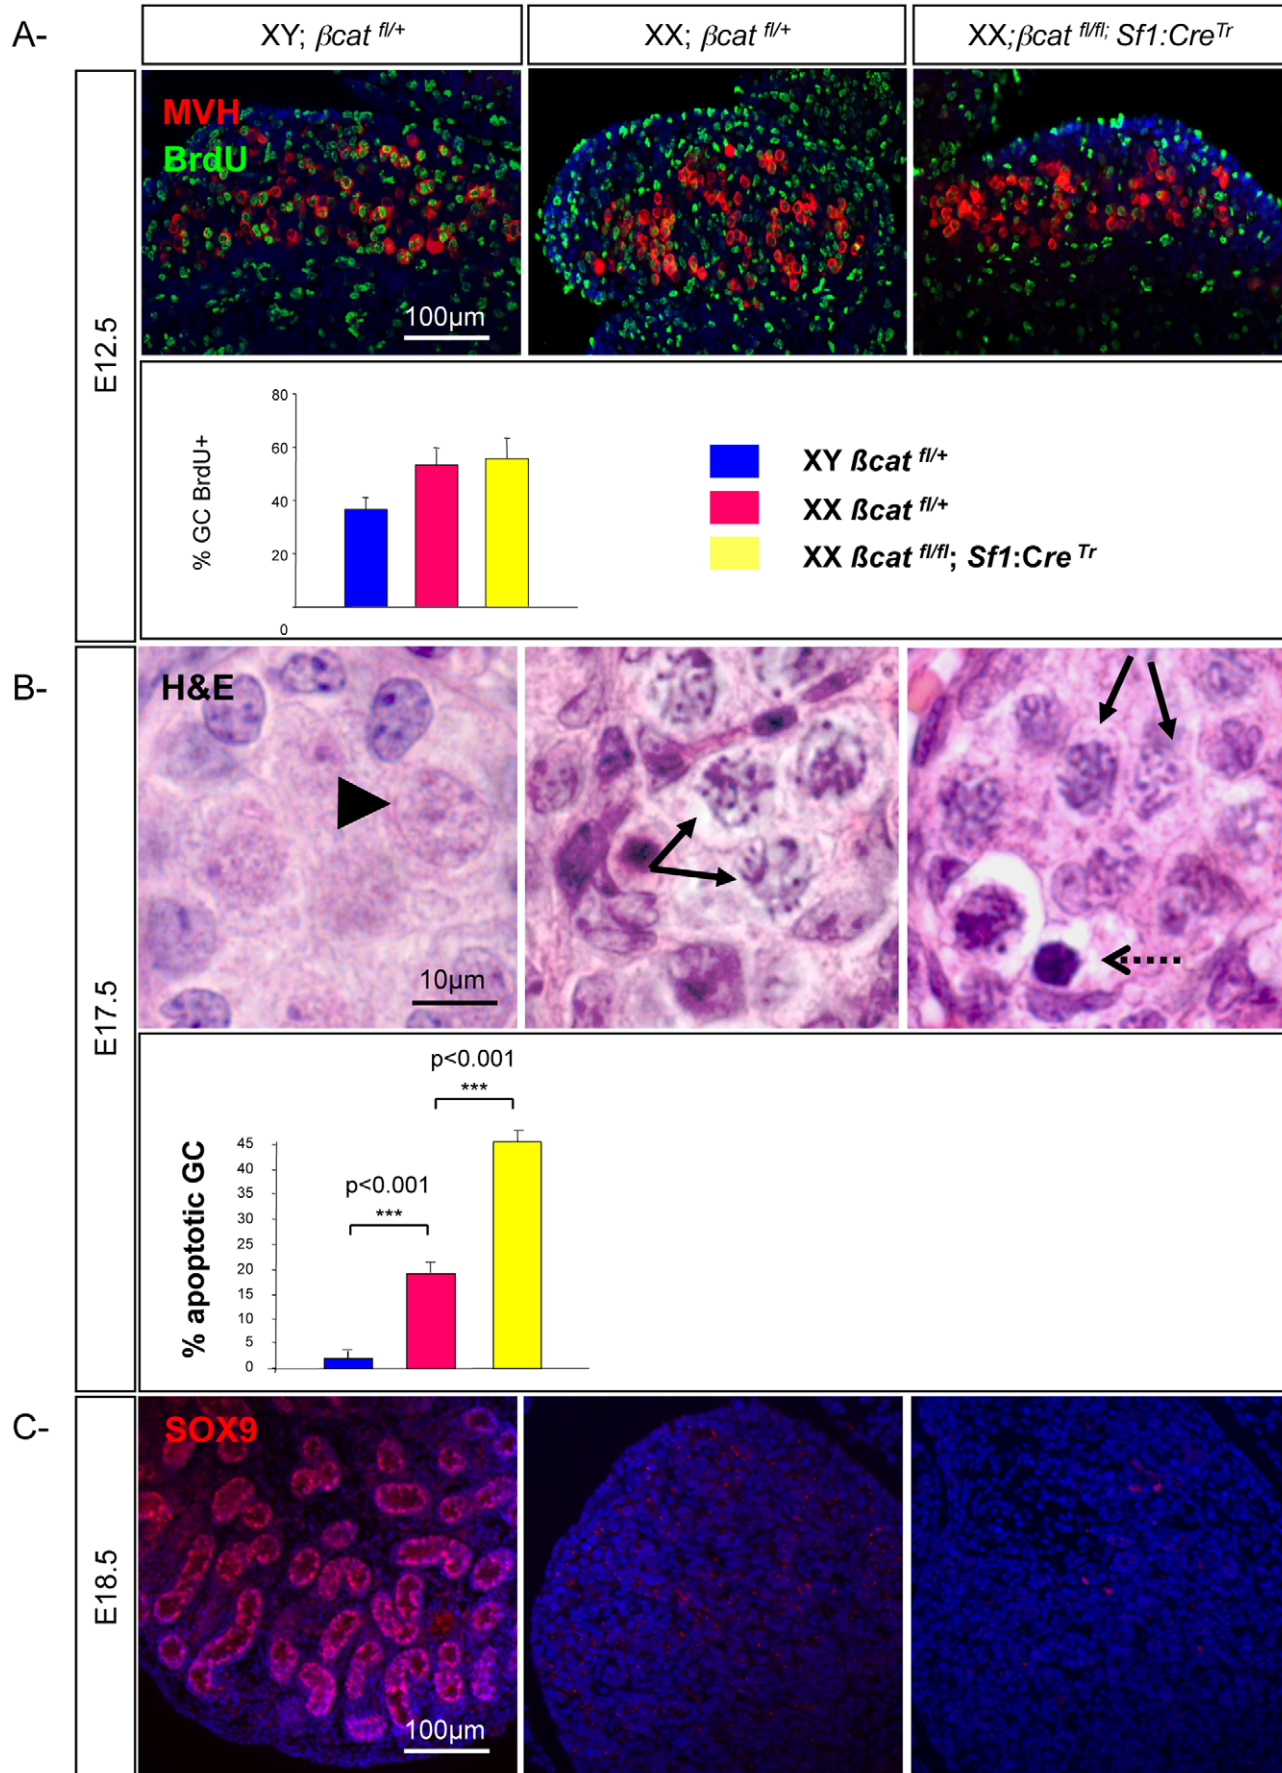 A-
XY; βcat fl/+
XX; βcat fl/+
XX;βcat fl/fl; Sf1:CreTr
E12.5
MVH
BrdU
100µm
% GC BrdU+
80
60
40
20
0
XY ßcat fl/+
XX ßcat fl/+
XX ßcat fl/fl; Sf1:Cre Tr
B-
E17.5
H&E
10µm
% apoptotic GC
45
40
35
30
25
20
15
10
5
0
p<0.001
***
p<0.001
***
C-
E18.5
SOX9
100µm